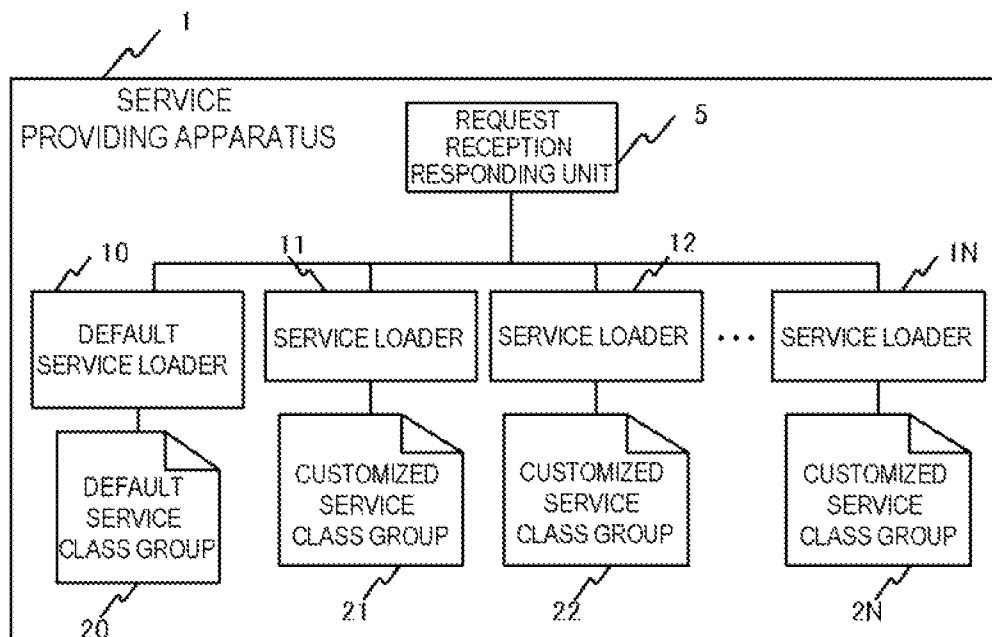 1
SERVICE
PROVIDING APPARATUS
REQUEST
RECEPTION
RESPONDING UNIT
5
10
11
12
1N
DEFAULT
SERVICE LOADER
SERVICE LOADER
SERVICE LOADER
...
SERVICE LOADER
DEFAULT
SERVICE
CLASS GROUP
CUSTOMIZED
SERVICE
CLASS GROUP
CUSTOMIZED
SERVICE
CLASS GROUP
CUSTOMIZED
SERVICE
CLASS GROUP
20
21
22
2N